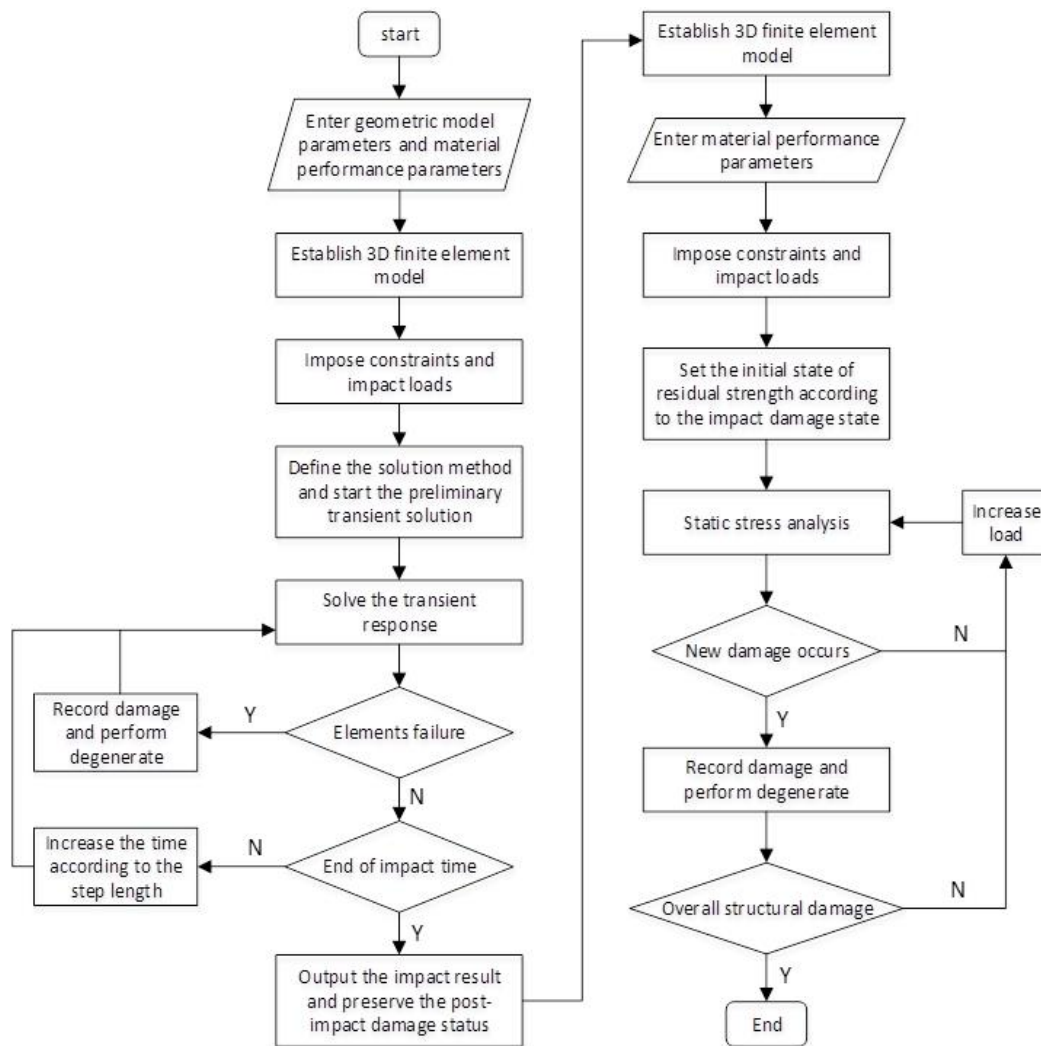 start
Enter geometric model
parameters and material
performance parameters
Establish 3D finite element
model
Impose constraints and
impact loads
Define the solution method
and start the preliminary
transient solution
Solve the transient
response
Record damage
and perform
degenerate
Y
Elements failure
N
Increase the time
according to the
step length
N
End of impact time
Y
Output the impact result
and preserve the post-
impact damage status
Establish 3D finite element
model
Enter material performance
parameters
Impose constraints and
impact loads
Set the initial state of
residual strength according
to the impact damage state
Static stress analysis
Increase
load
New damage occurs
N
Y
Record damage and
perform degenerate
Overall structural damage
N
Y
End